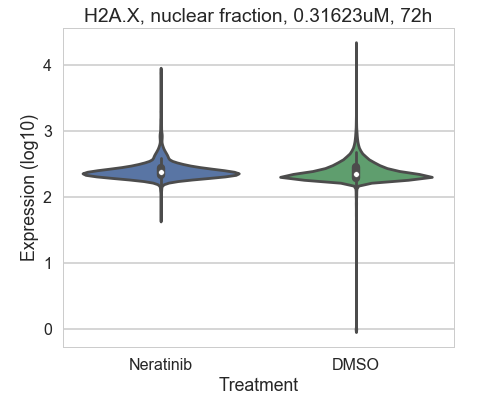 H2A.X, nuclear fraction, 0.31623uM, 72h
4
3
2
1
0
Expression (log10)
Neratinib DMSO
Treatment